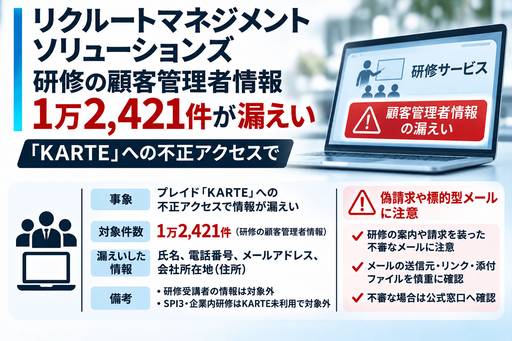 リクルートマネジメント
ソリューションズ
研修の顧客管理者情報
1万2,421件が漏えい
「KARTE」への不正アクセスで
研修サービス
顧客管理者情報
の漏えい
事象
プレイド「KARTE」への
不正アクセスで情報が漏えい
対象件数
1万2,421件(研修の顧客管理者情報)
漏えいした
情報
氏名、電話番号、メールアドレス、
会社所在地(住所)
備考
・研修受講者の情報は対象外
・SPI3・企業内研修はKARTE未利用で対象外
偽請求や標的型メール
に注意
研修の案内や請求を装った
不審なメールに注意
メールの送信元・リンク・添付
ファイルを慎重に確認
不審な場合は公式窓口へ確認